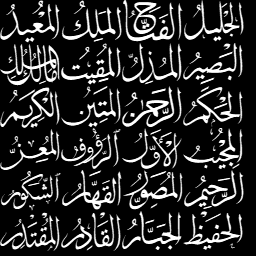 الجليل الفتاح الملك المعيد
البصير المذل المقيت مالك الملك
الحكم الرحمن المتين الكريم
المجيب الأول الرؤوف المعز
الرحيم المصور القهار الشكور
الحفيظ الجبار القادر المقتدر